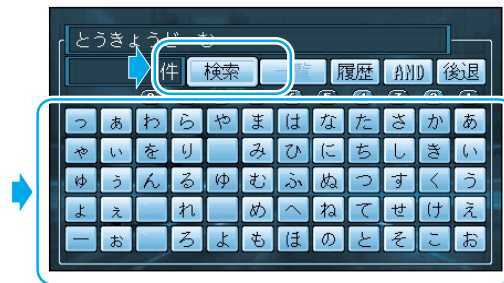 とうきょうどーむ
件 検索 一覧 履歴 AND 後退
っ ぁ わ ら や ま は な た さ か あ
ゃ ぃ を り み ひ に ち し き い
ゅ ぅ ん る ゆ む ふ ぬ つ す く う
ょ ぇ れ め へ ね て せ け え
ー ぉ ろ よ も ほ の と そ こ お